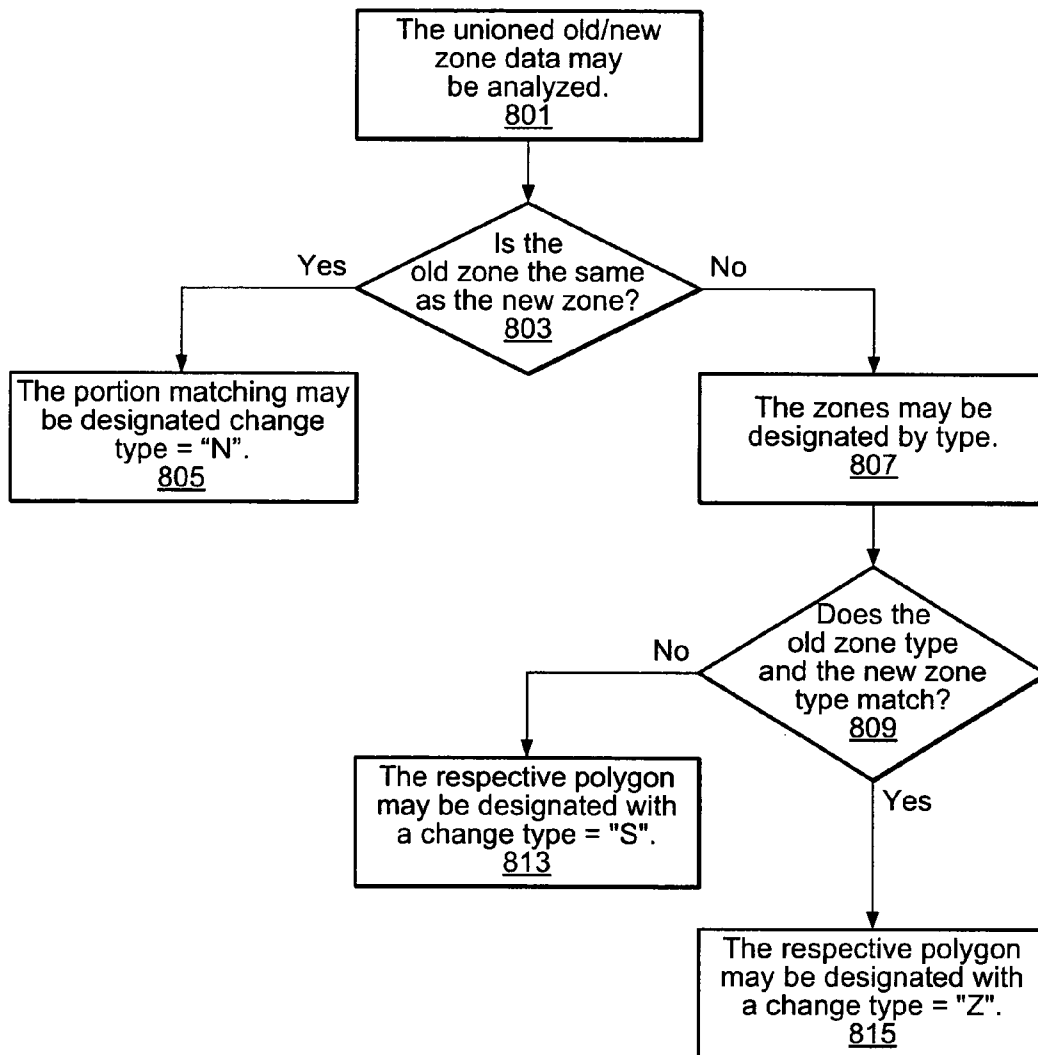 The unioned old/new
zone data may
be analyzed.
801
Is the
old zone the same
as the new zone?
803
Yes
No
The portion matching may
be designated change
type = “N”.
805
The zones may be
designated by type.
807
Does the
old zone type
and the new zone
type match?
809
No
Yes
The respective polygon
may be designated with
a change type = "S".
813
The respective polygon
may be designated with
a change type = "Z".
815